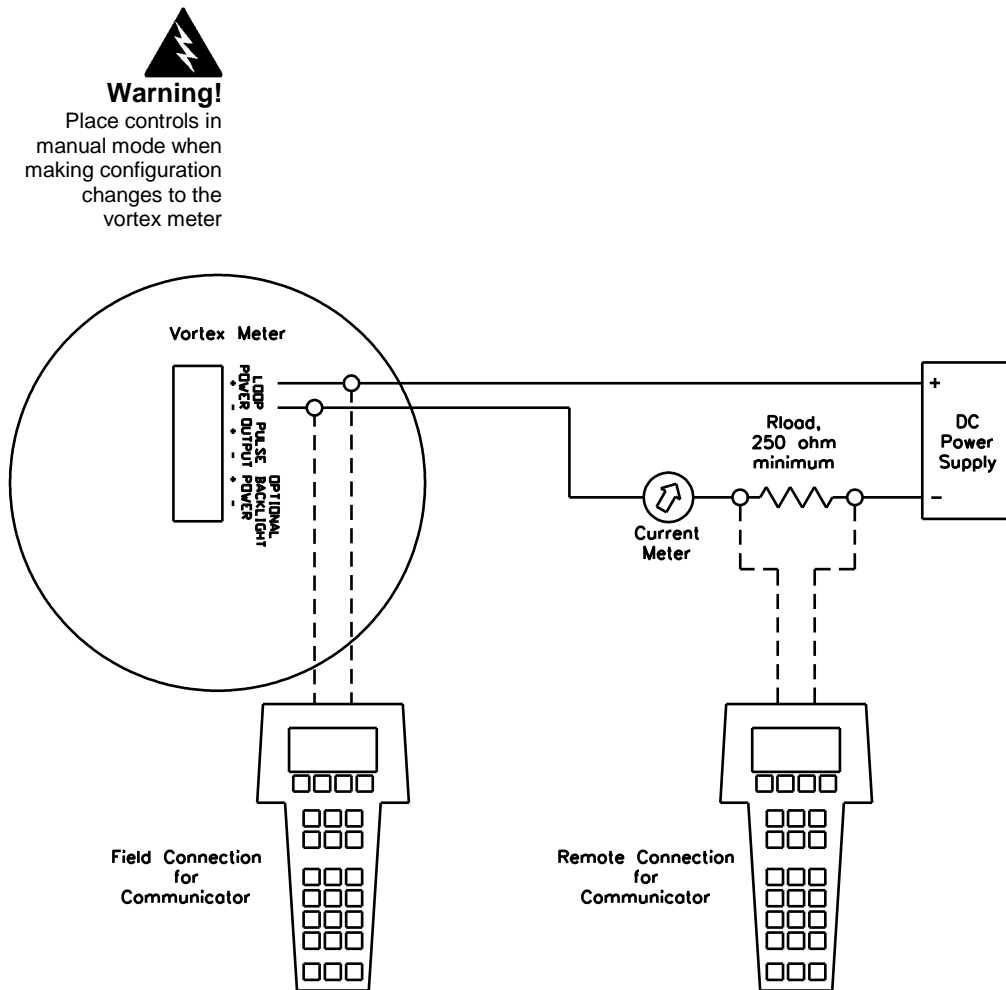 Warning!
Place controls in
manual mode when
making configuration
changes to the
vortex meter
Vortex Meter
LOOP
POWER
+
-
PULSE
OUTPUT
+
-
OPTIONAL
BACKLIGHT
POWER
+
-
Rload,
250 ohm
minimum
+
DC
Power
Supply
–
Current
Meter
Field Connection
for
Communicator
Remote Connection
for
Communicator